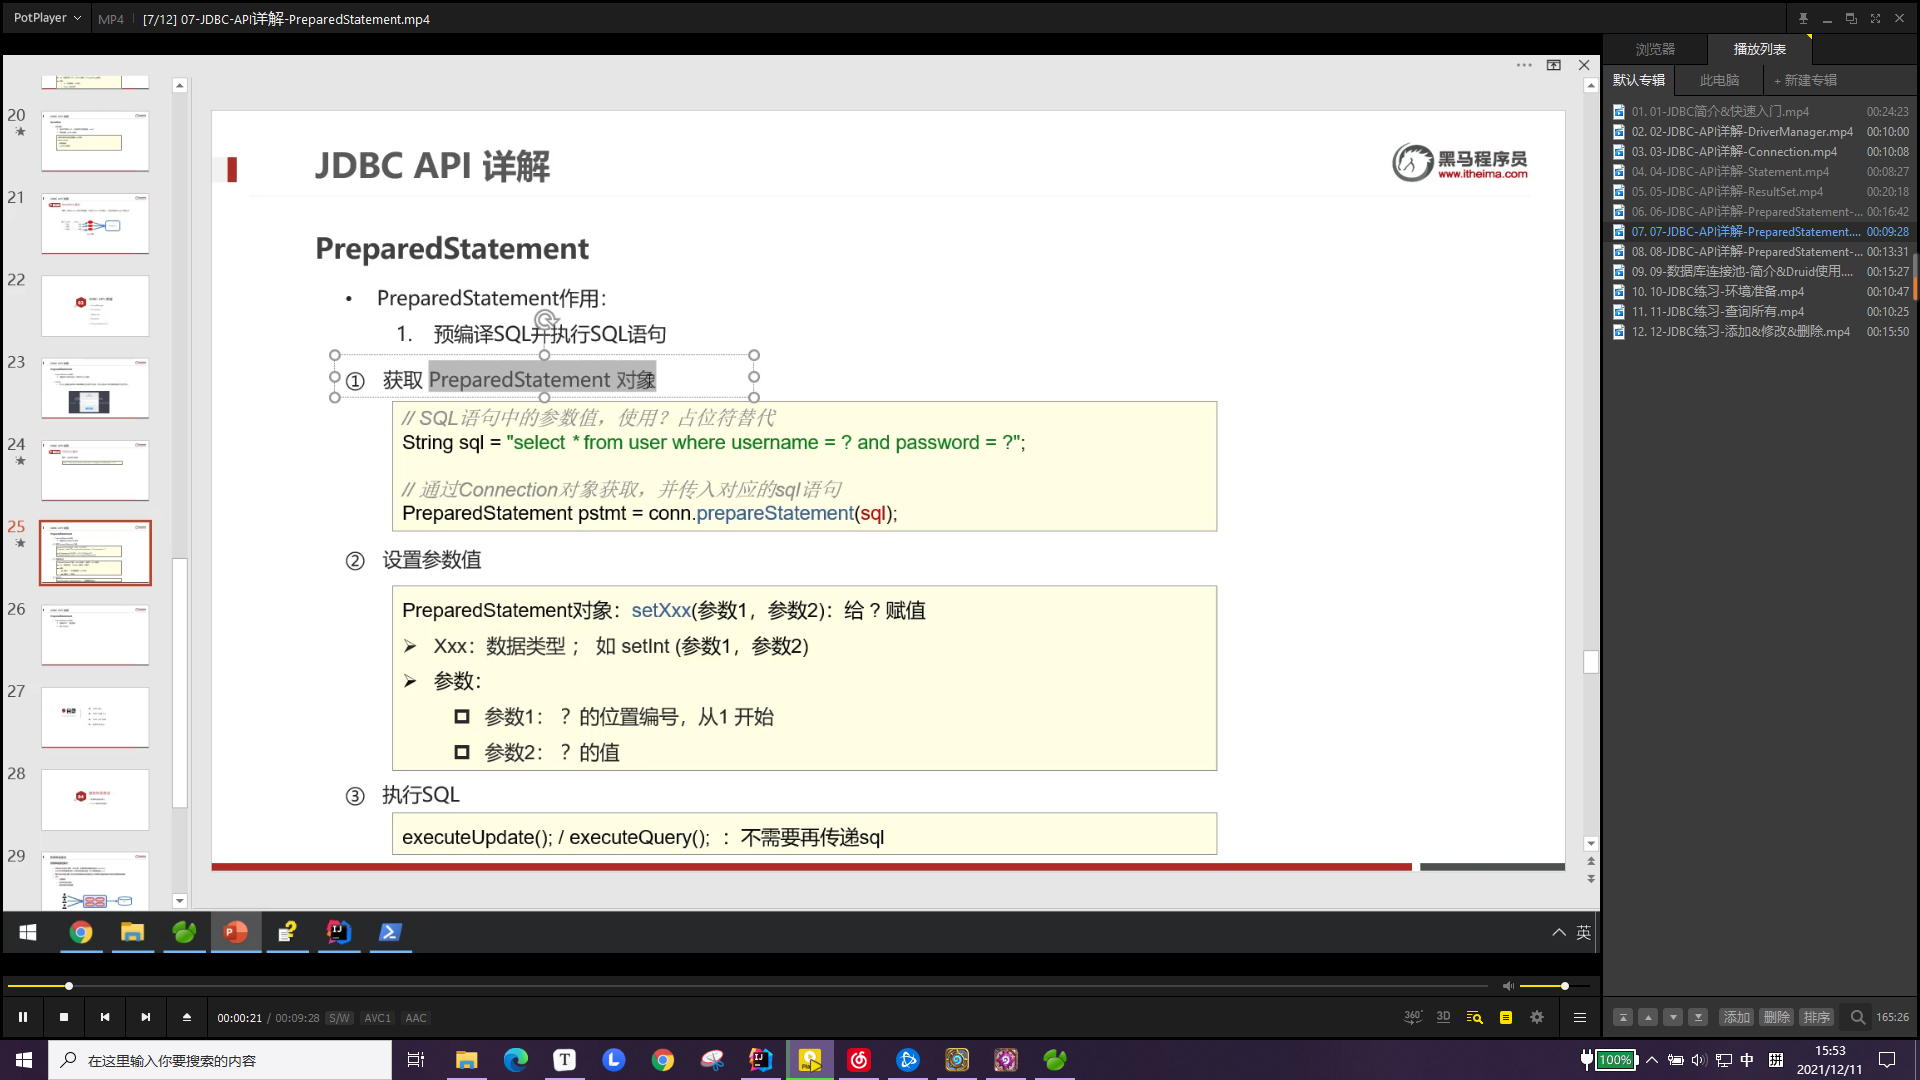 PotPlayer
MP4
[7/12] 07-JDBC-API详解-PreparedStatement.mp4
浏览器
播放列表
默认专辑
此电脑
+ 新建专辑
01. 01-JDBC简介&快速入门.mp4 00:24:23
02. 02-JDBC-API详解-DriverManager.mp4 00:10:00
03. 03-JDBC-API详解-Connection.mp4 00:10:08
04. 04-JDBC-API详解-Statement.mp4 00:08:27
05. 05-JDBC-API详解-ResultSet.mp4 00:20:18
06. 06-JDBC-API详解-PreparedStatement-... 00:16:42
07. 07-JDBC-API详解-PreparedStatement.... 00:09:28
08. 08-JDBC-API详解-PreparedStatement-... 00:13:31
09. 09-数据库连接池-简介&Druid使用.... 00:15:27
10. 10-JDBC练习-环境准备.mp4 00:10:47
11. 11-JDBC练习-查询所有.mp4 00:10:25
12. 12-JDBC练习-添加&修改&删除.mp4 00:15:50
20
21
22
23
24
25
26
27
28
29
JDBC API 详解
黑马程序员
www.itheima.com
PreparedStatement
• PreparedStatement作用：
1. 预编译SQL并执行SQL语句
① 获取 PreparedStatement 对象
// SQL语句中的参数值，使用？占位符替代
String sql = "select * from user where username = ? and password = ?";
// 通过Connection对象获取，并传入对应的sql语句
PreparedStatement pstmt = conn.prepareStatement(sql);
② 设置参数值
PreparedStatement对象：setXxx(参数1，参数2)：给 ? 赋值
➢ Xxx：数据类型 ； 如 setInt (参数1，参数2)
➢ 参数：
参数1： ？的位置编号，从1 开始
参数2： ？的值
③ 执行SQL
executeUpdate(); / executeQuery(); ：不需要再传递sql
英
00:00:21 / 00:09:28 S/W AVC1 AAC
360°
3D
添加
删除
排序
165:26
在这里输入你要搜索的内容
100%
中
拼
15:53
2021/12/11